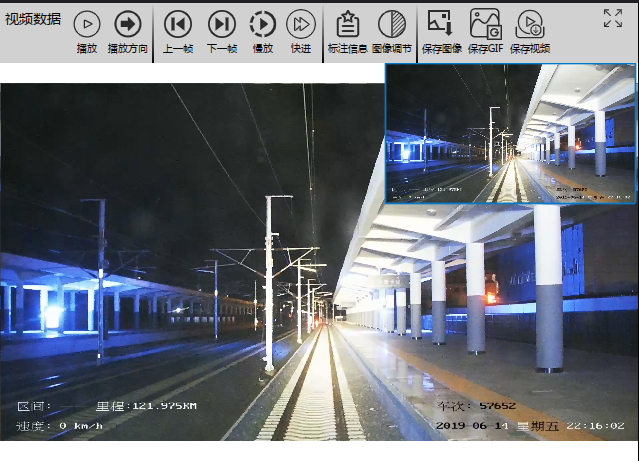 视频数据
播放 播放方向 上一帧 下一帧 慢放 快进 标注信息 图像调节 保存图像 保存GIF 保存视频
区间: 里程:121.975KM
车次: 57652
速度: 0 km/h
2019-06-14 星期五 22:16:02